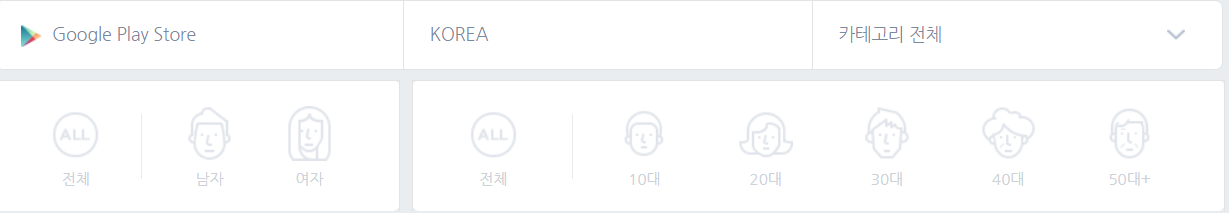 Google Play Store
KOREA
카테고리 전체
ALL
전체
남자
여자
ALL
전체
10대
20대
30대
40대
50대+